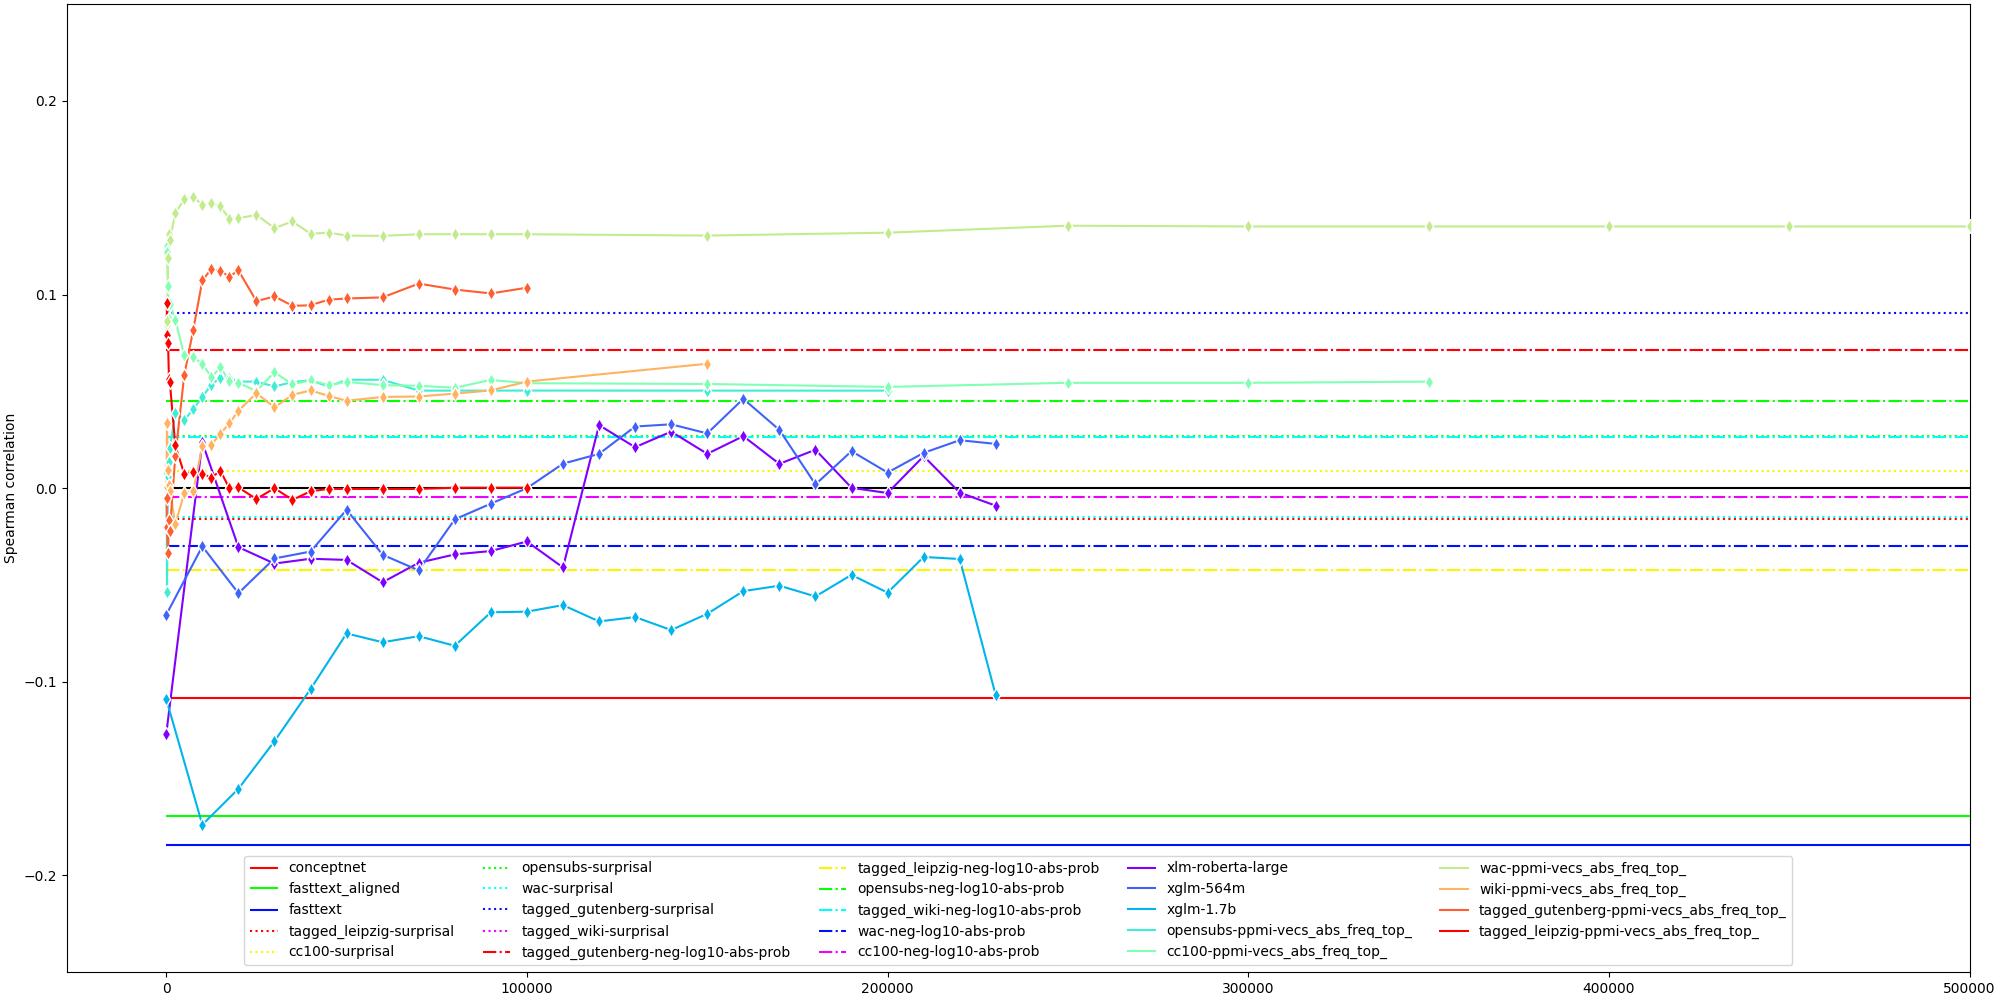 0.2
0.1
0.0
−0.1
−0.2
Spearman correlation
conceptnet
fasttext_aligned
fasttext
tagged_leipzig-surprisal
cc100-surprisal
opensubs-surprisal
wac-surprisal
tagged_gutenberg-surprisal
tagged_wiki-surprisal
tagged_gutenberg-neg-log10-abs-prob
tagged_leipzig-neg-log10-abs-prob
opensubs-neg-log10-abs-prob
tagged_wiki-neg-log10-abs-prob
wac-neg-log10-abs-prob
cc100-neg-log10-abs-prob
xlm-roberta-large
xglm-564m
xglm-1.7b
opensubs-ppmi-vecs_abs_freq_top_
cc100-ppmi-vecs_abs_freq_top_
wac-ppmi-vecs_abs_freq_top_
wiki-ppmi-vecs_abs_freq_top_
tagged_gutenberg-ppmi-vecs_abs_freq_top_
tagged_leipzig-ppmi-vecs_abs_freq_top_
0 100000 200000 300000 400000 500000